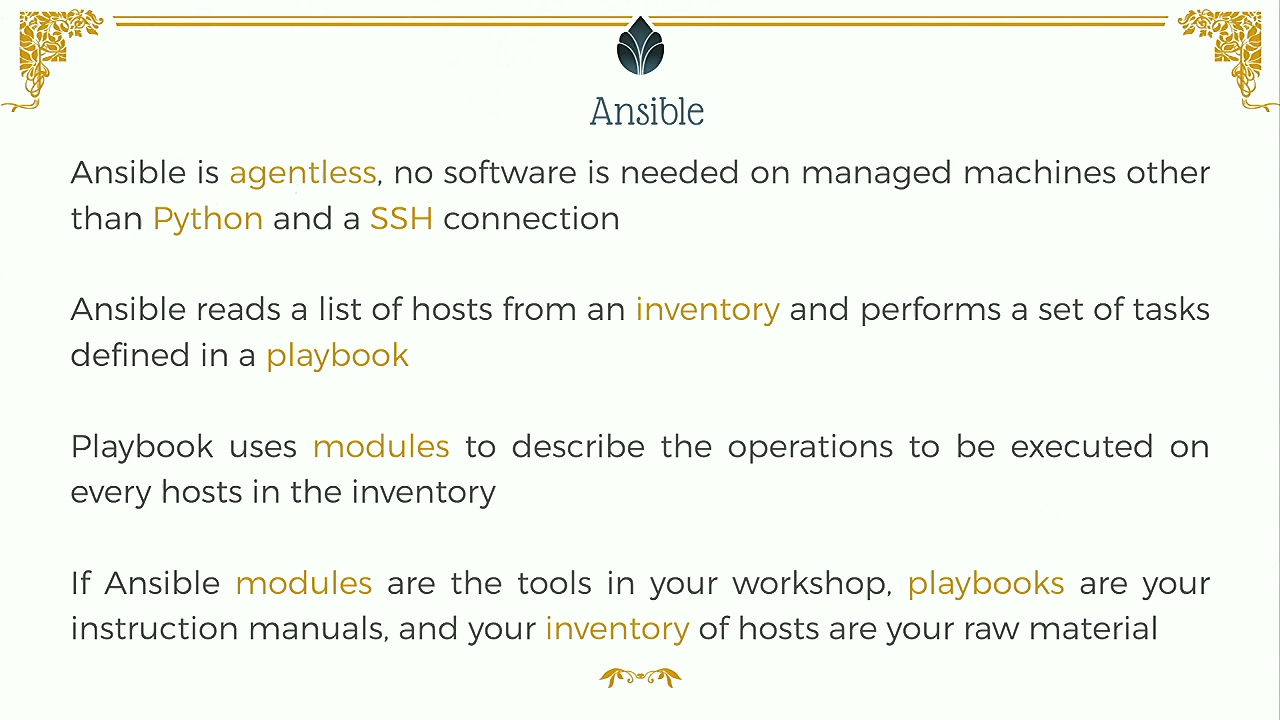 Ansible
Ansible is agentless, no software is needed on managed machines other
than Python and a SSH connection
Ansible reads a list of hosts from an inventory and performs a set of tasks
defined in a playbook
Playbook uses modules to describe the operations to be executed on
every hosts in the inventory
If Ansible modules are the tools in your workshop, playbooks are your
instruction manuals, and your inventory of hosts are your raw material